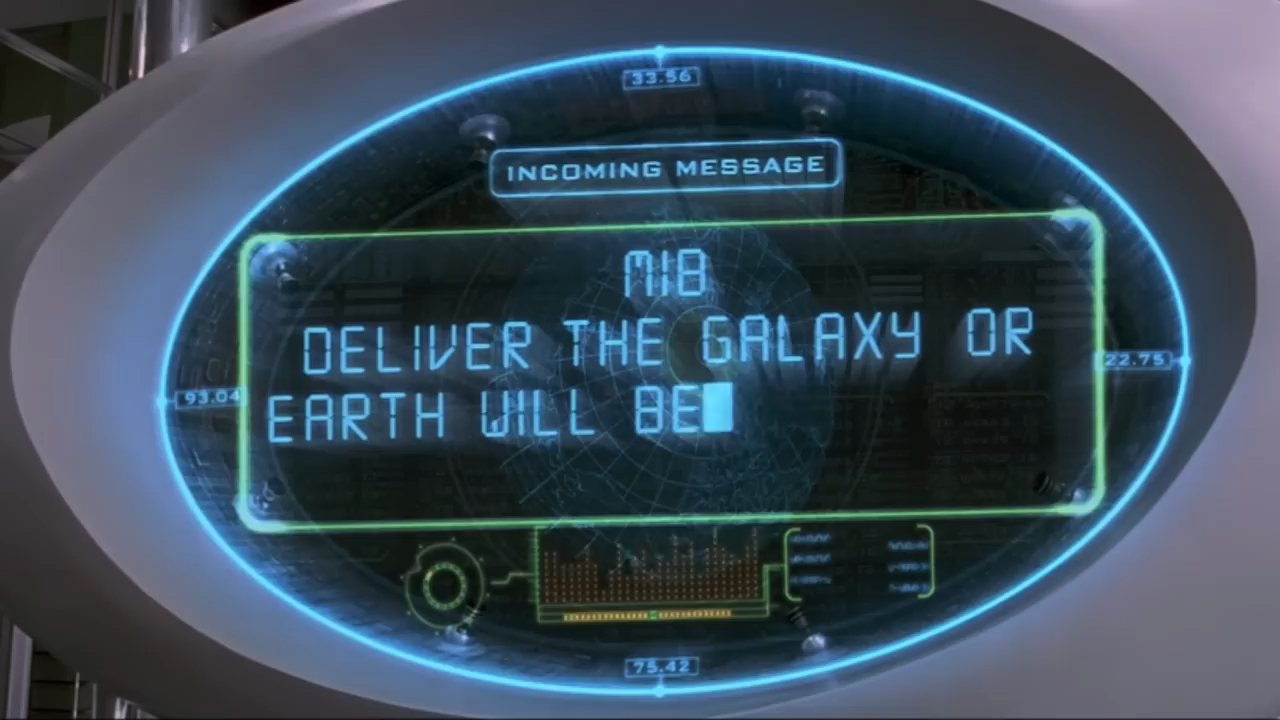 33.56
INCOMING MESSAGE
MIB
DELIVER THE GALAXY OR
EARTH WILL BE
93.04
22.75
75.42